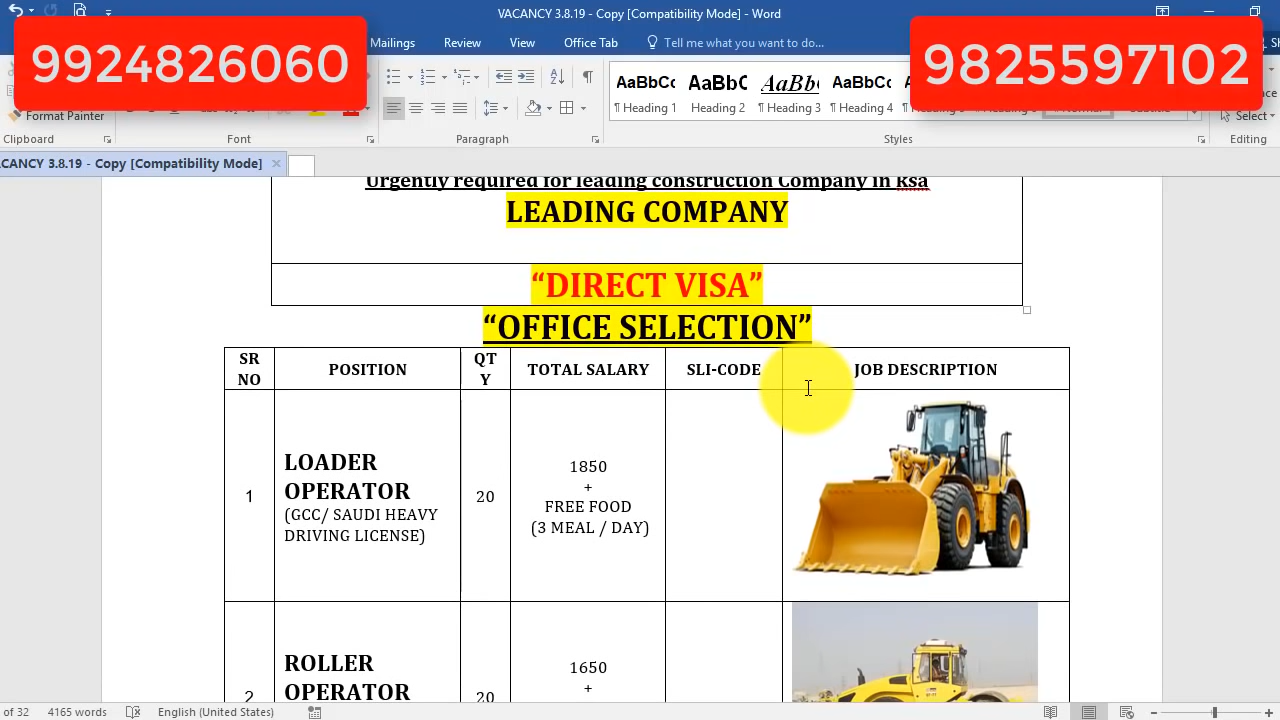 VACANCY 3.8.19 - Copy [Compatibility Mode] - Word
9924826060
9825597102
Mailings Review View Office Tab Tell me what you want to do...
AaBbCc AaBbC AaBb AaBbCc
¶ Heading 1 Heading 2 ¶ Heading 3 ¶ Heading 4
Format Painter
Select
Clipboard Font Paragraph Styles Editing
CANCY 3.8.19 - Copy [Compatibility Mode]
Urgently required for leading construction Company in ksa
LEADING COMPANY
“DIRECT VISA”
“OFFICE SELECTION”
SR NO POSITION QTY TOTAL SALARY SLI-CODE JOB DESCRIPTION
1
LOADER
OPERATOR
(GCC/ SAUDI HEAVY
DRIVING LICENSE)
20
1850
+
FREE FOOD
(3 MEAL / DAY)
2
ROLLER
OPERATOR
20
1650
+
of 32 4165 words English (United States)